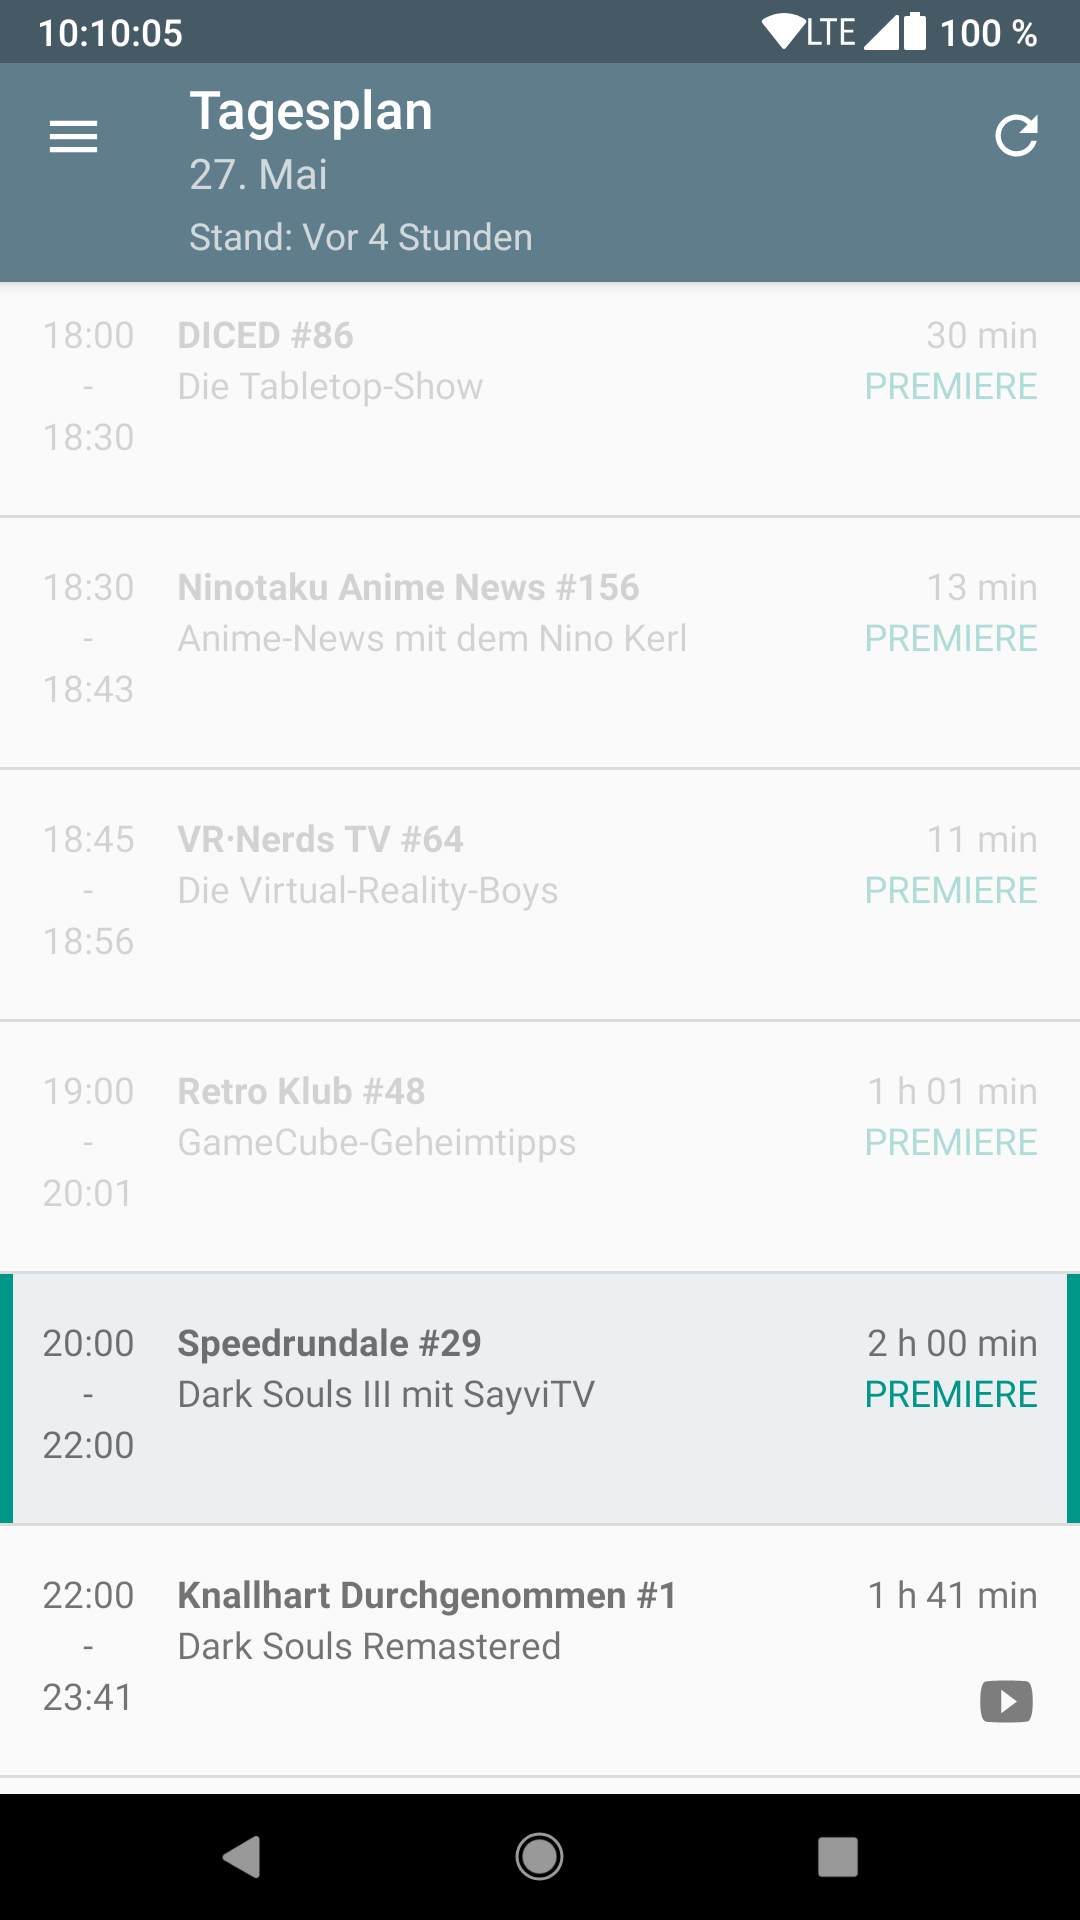 10:10:05 LTE 100 %
Tagesplan
27. Mai
Stand: Vor 4 Stunden
18:00 DICED #86 30 min
- Die Tabletop-Show PREMIERE
18:30
18:30 Ninotaku Anime News #156 13 min
- Anime-News mit dem Nino Kerl PREMIERE
18:43
18:45 VR·Nerds TV #64 11 min
- Die Virtual-Reality-Boys PREMIERE
18:56
19:00 Retro Klub #48 1 h 01 min
- GameCube-Geheimtipps PREMIERE
20:01
20:00 Speedrundale #29 2 h 00 min
- Dark Souls III mit SayviTV PREMIERE
22:00
22:00 Knallhart Durchgenommen #1 1 h 41 min
- Dark Souls Remastered
23:41